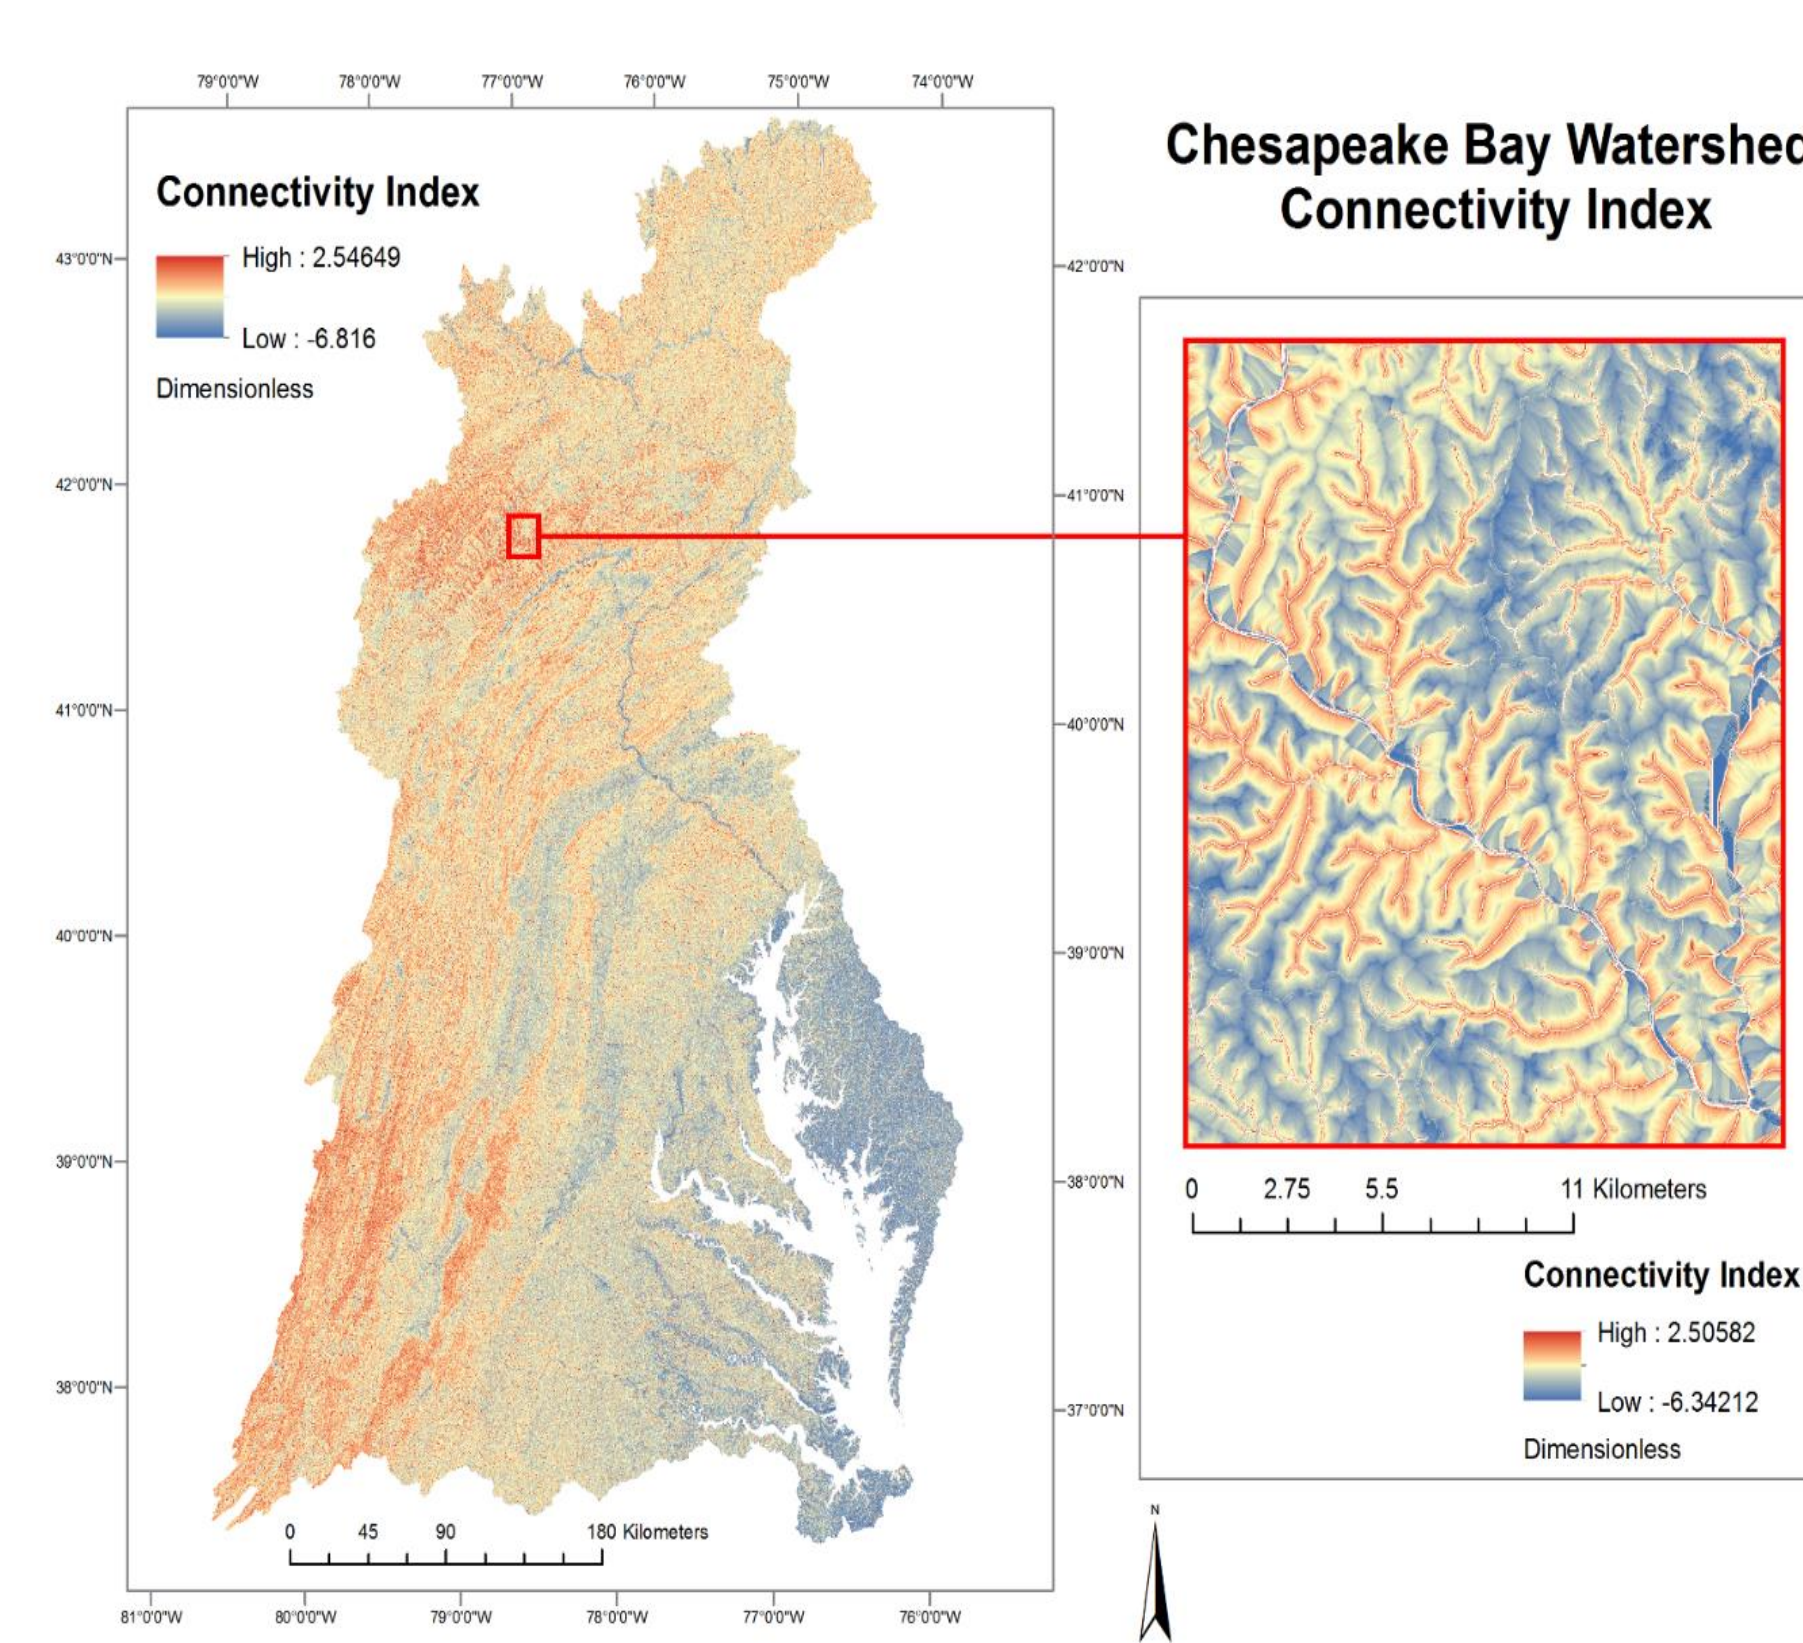 79°0'0"W 78°0'0"W 77°0'0"W 76°0'0"W 75°0'0"W 74°0'0"W
Connectivity Index
High : 2.54649
Low : -6.816
Dimensionless
43°0'0"N
42°0'0"N
41°0'0"N
40°0'0"N
39°0'0"N
38°0'0"N
42°0'0"N
41°0'0"N
40°0'0"N
39°0'0"N
38°0'0"N
37°0'0"N
0 45 90 180 Kilometers
81°0'0"W 80°0'0"W 79°0'0"W 78°0'0"W 77°0'0"W 76°0'0"W
Chesapeake Bay Watershed
Connectivity Index
0 2.75 5.5 11 Kilometers
Connectivity Index
High : 2.50582
Low : -6.34212
Dimensionless
N